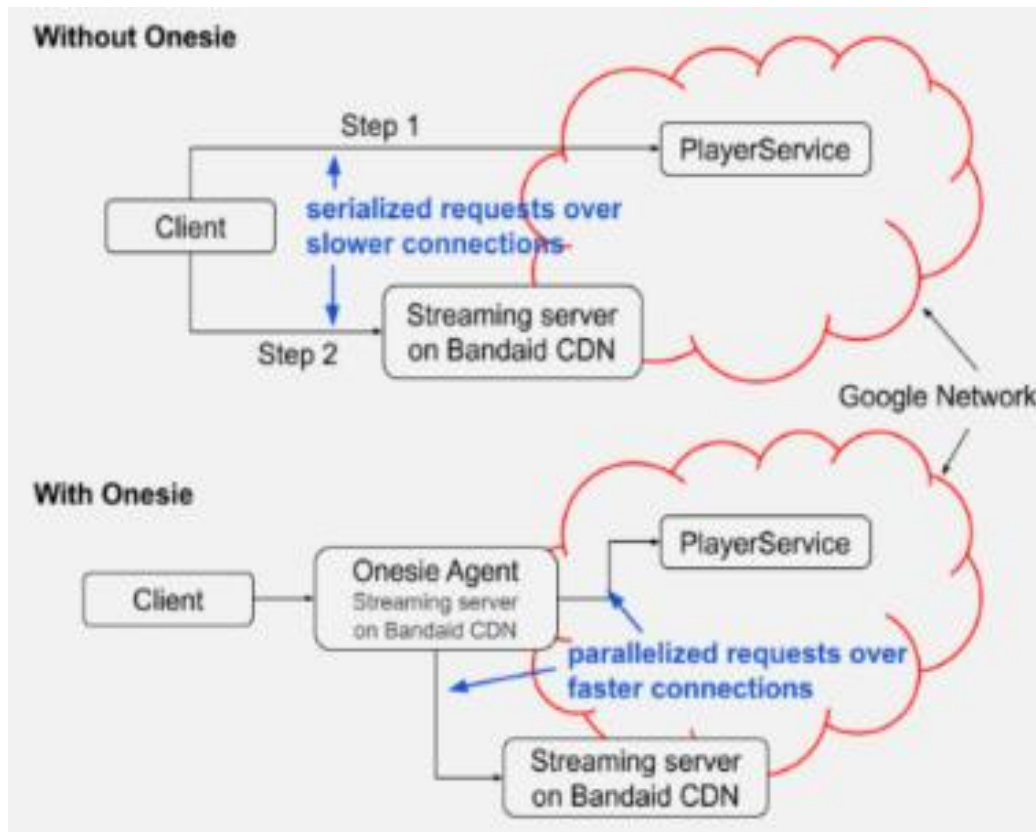 Without Onesie
Step 1
PlayerService
Client
serialized requests over
slower connections
Streaming server
on Bandaid CDN
Step 2
Google Network
With Onesie
PlayerService
Onesie Agent
Streaming server
on Bandaid CDN
Client
parallelized requests over
faster connections
Streaming server
on Bandaid CDN